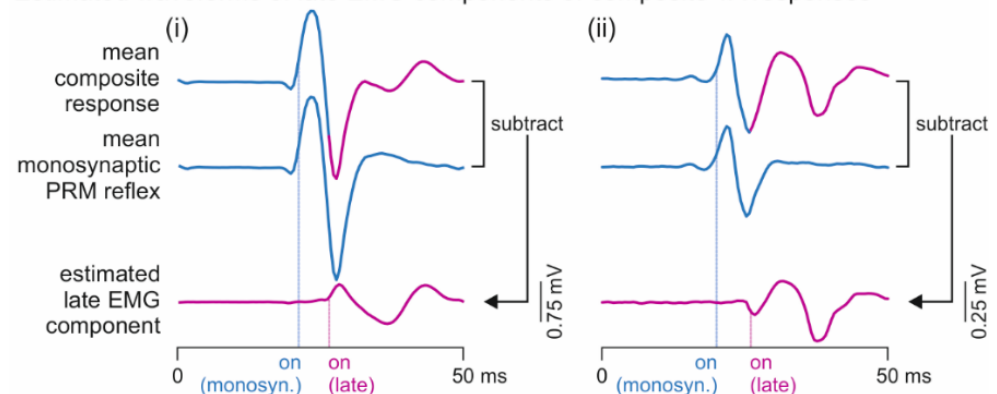 (i)
(ii)
mean
composite
response
mean
monosynaptic
PRM reflex
estimated
late EMG
component
subtract
subtract
0.75 mV
0.25 mV
on
(monosyn.)
on
(late)
0
50 ms
on
(monosyn.)
on
(late)
0
50 ms